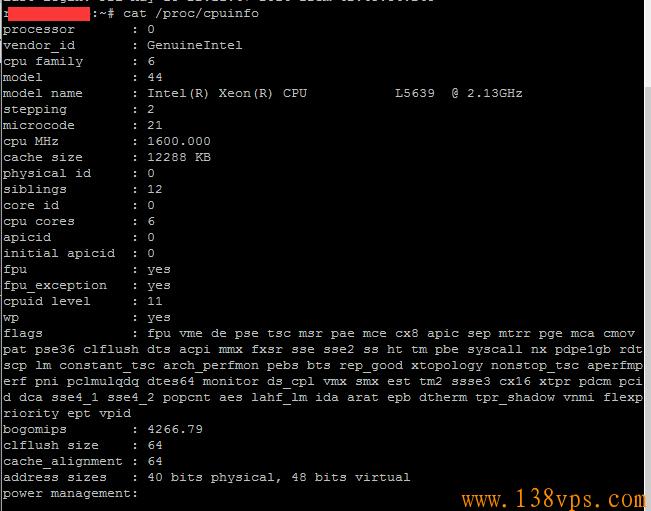 :~# cat /proc/cpuinfo
processor : 0
vendor_id : GenuineIntel
cpu family : 6
model : 44
model name : Intel(R) Xeon(R) CPU L5639 @ 2.13GHz
stepping : 2
microcode : 21
cpu MHz : 1600.000
cache size : 12288 KB
physical id : 0
siblings : 12
core id : 0
cpu cores : 6
apicid : 0
initial apicid : 0
fpu : yes
fpu_exception : yes
cpuid level : 11
wp : yes
flags : fpu vme de pse tsc msr pae mce cx8 apic sep mtrr pge mca cmov
pat pse36 clflush dts acpi mmx fxsr sse sse2 ss ht tm pbe syscall nx pdpe1gb rdt
scp lm constant_tsc arch_perfmon pebs bts rep_good xtopology nonstop_tsc aperfmp
erf pni pclmulqdq dtes64 monitor ds_cpl vmx smx est tm2 ssse3 cx16 xtpr pdcm pci
d dca sse4_1 sse4_2 popcnt aes lahf_lm ida arat epb dtherm tpr_shadow vnmi flexp
riority ept vpid
bogomips : 4266.79
clflush size : 64
cache_alignment : 64
address sizes : 40 bits physical, 48 bits virtual
power management:
www.138vps.com